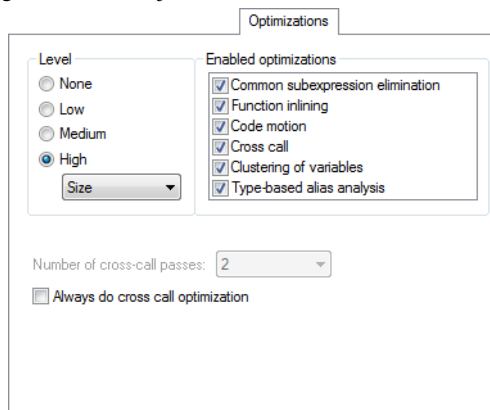 Optimizations
Level
None
Low
Medium
High
Size
Enabled optimizations
Common subexpression elimination
Function inlining
Code motion
Cross call
Clustering of variables
Type-based alias analysis
Number of cross-call passes: 2
Always do cross call optimization